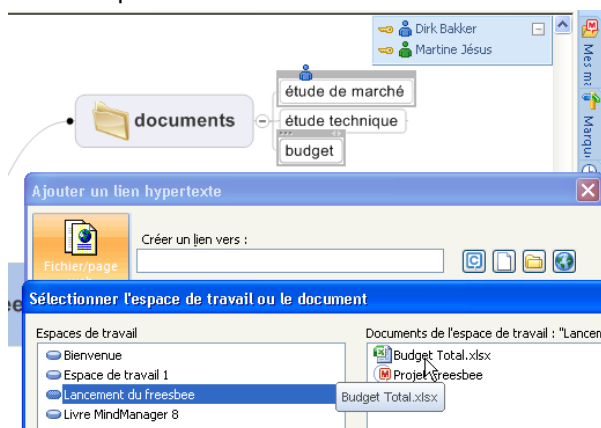 Dirk Bakker
Martine Jésus
Mes
Marqu
étude de marché
documents
étude technique
budget
Ajouter un lien hypertexte
Créer un lien vers :
Fichier/page
Sélectionner l'espace de travail ou le document
Espaces de travail
Documents de l'espace de travail : "Lancem
Bienvenue
Budget Total.xlsx
Espace de travail 1
Projet freesbee
Lancement du freesbee
Budget Total.xlsx
Livre MindManager 8